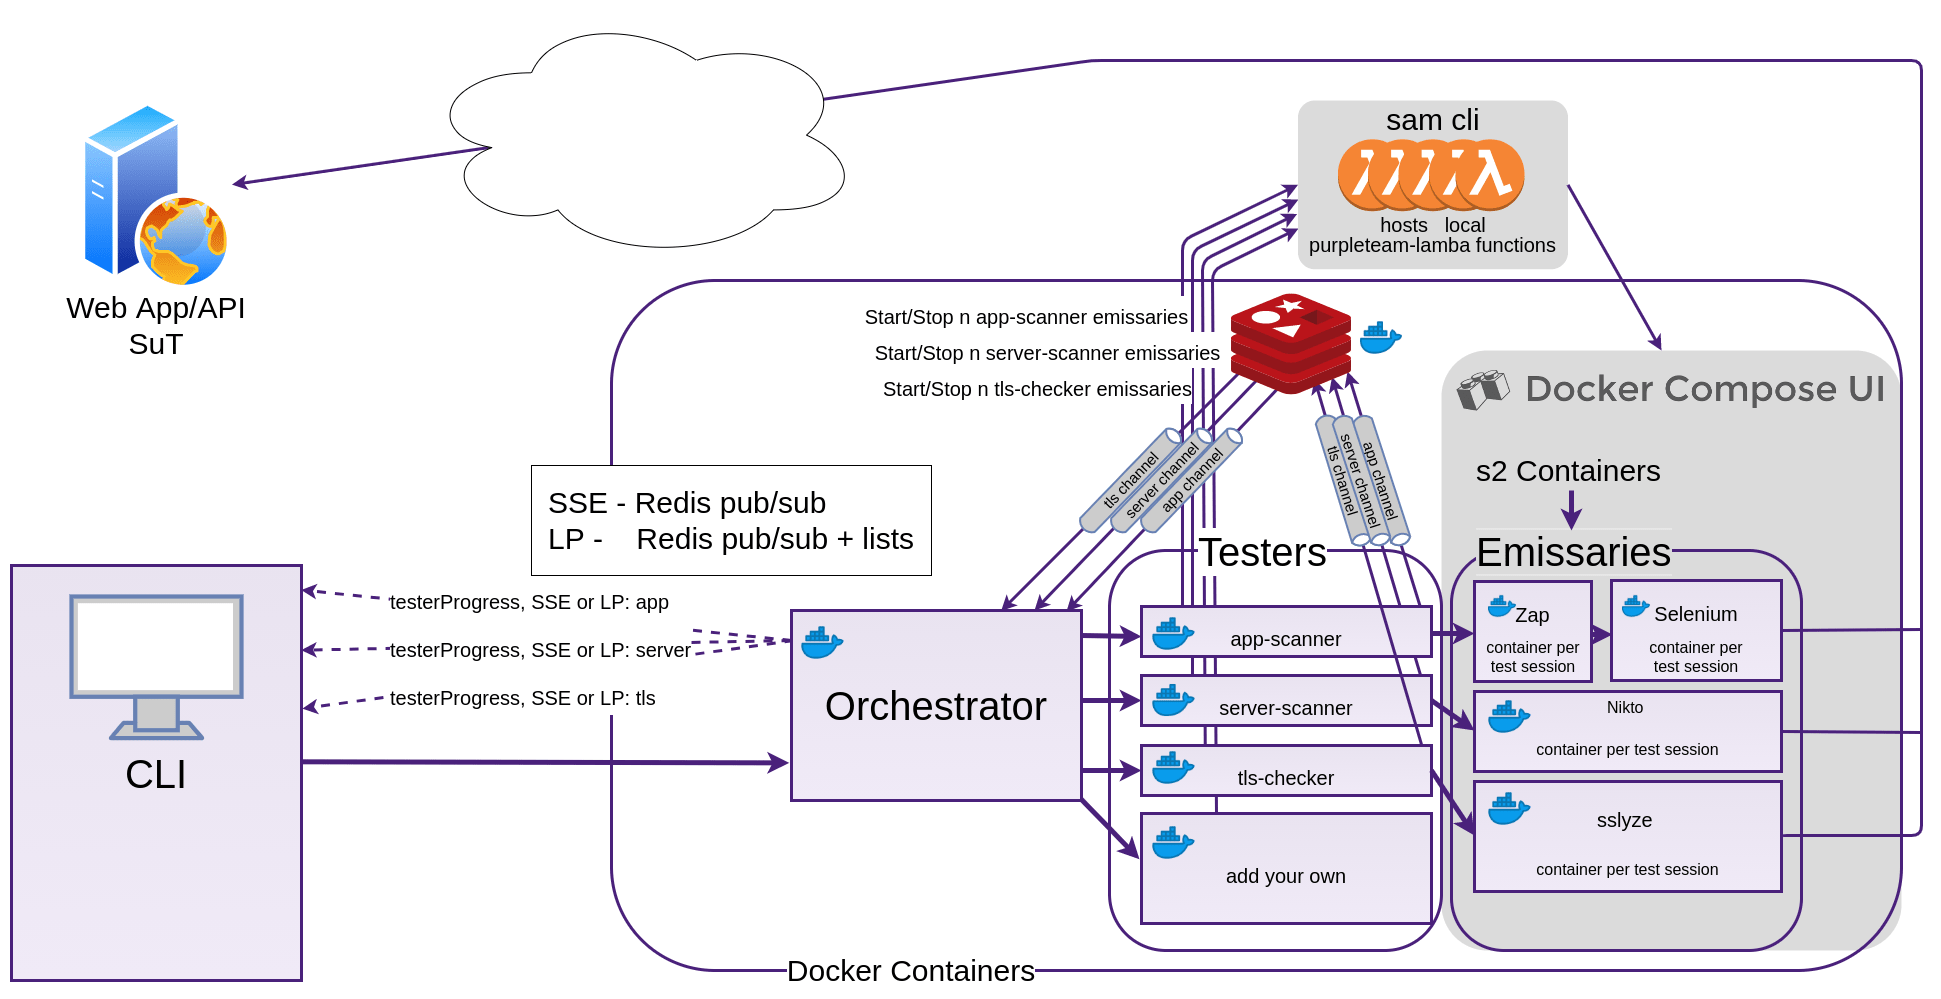 Web App/API
SuT
sam cli
hosts   local
purpleteam-lamba functions
Start/Stop n app-scanner emissaries
Start/Stop n server-scanner emissaries
Start/Stop n tls-checker emissaries
Docker Compose UI
s2 Containers
tls channel
server channel
app channel
tls channel
server channel
app channel
SSE - Redis pub/sub
LP -    Redis pub/sub + lists
Testers
Emissaries
testerProgress, SSE or LP: app
testerProgress, SSE or LP: server
testerProgress, SSE or LP: tls
CLI
Orchestrator
app-scanner
server-scanner
tls-checker
add your own
Zap
container per
test session
Selenium
container per
test session
Nikto
container per test session
sslyze
container per test session
Docker Containers